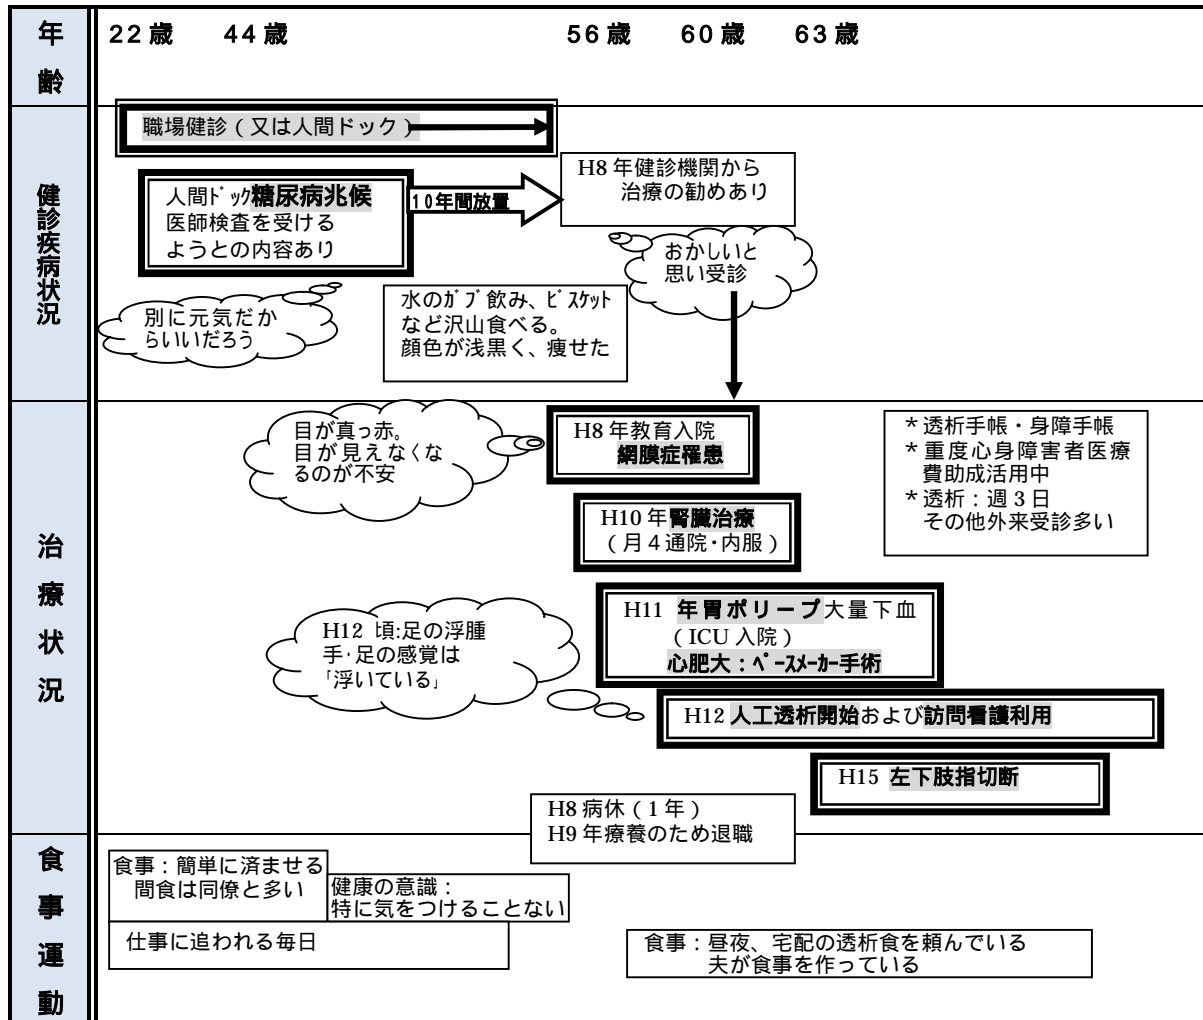 年齢
22歳 44歳 56歳 60歳 63歳
健診疾病状況
職場健診（又は人間ドック）
人間ﾄﾞｯｸ糖尿病兆候
医師検査を受ける
ようとの内容あり
10年間放置
H8年健診機関から
治療の勧めあり
おかしいと
思い受診
別に元気だか
らいいだろう
水のｶﾞﾌﾞ飲み、ﾋﾞｽｹｯﾄ
など沢山食べる。
顔色が浅黒く、痩せた
治療状況
目が真っ赤。
目が見えなくな
るのが不安
H8年教育入院
網膜症罹患
＊透析手帳・身障手帳
＊重度心身障害者医療
費助成活用中
＊透析：週3日
その他外来受診多い
H10年腎臓治療
（月４通院･内服）
H11 年胃ポリープ大量下血
（ICU入院）
心肥大：ﾍﾟｰｽﾒｰｶｰ手術
H12 頃:足の浮腫
手･足の感覚は
｢浮いている｣
H12人工透析開始および訪問看護利用
H15 左下肢指切断
H8病休（1年）
H9年療養のため退職
食事運動
食事：簡単に済ませる
間食は同僚と多い
健康の意識：
特に気をつけることない
仕事に追われる毎日
食事：昼夜、宅配の透析食を頼んでいる
夫が食事を作っている